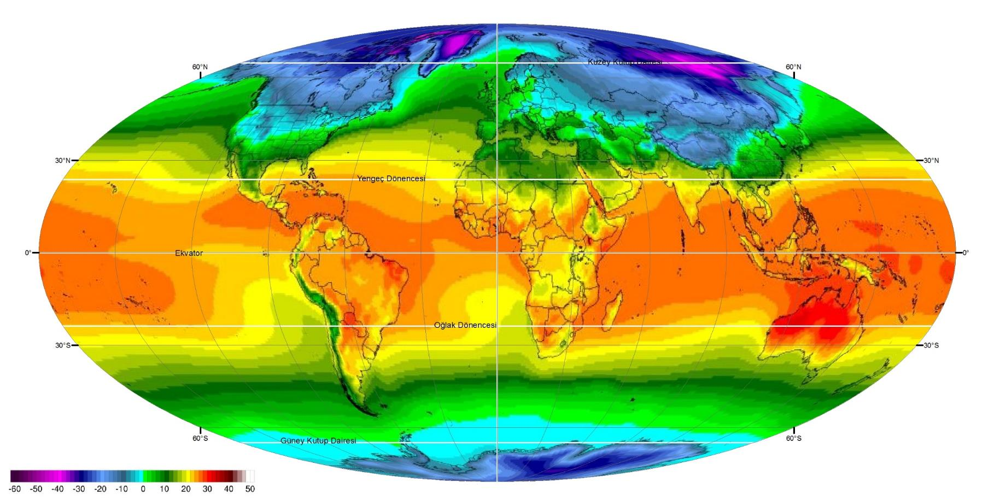 Kuzey Kutup Dairesi
60°N
60°N
30°N
30°N
Yengeç Dönencesi
0°
Ekvator
0°
Oğlak Dönencesi
30°S
30°S
60°S
Güney Kutup Dairesi
60°S
-60 -50 -40 -30 -20 -10 0 10 20 30 40 50